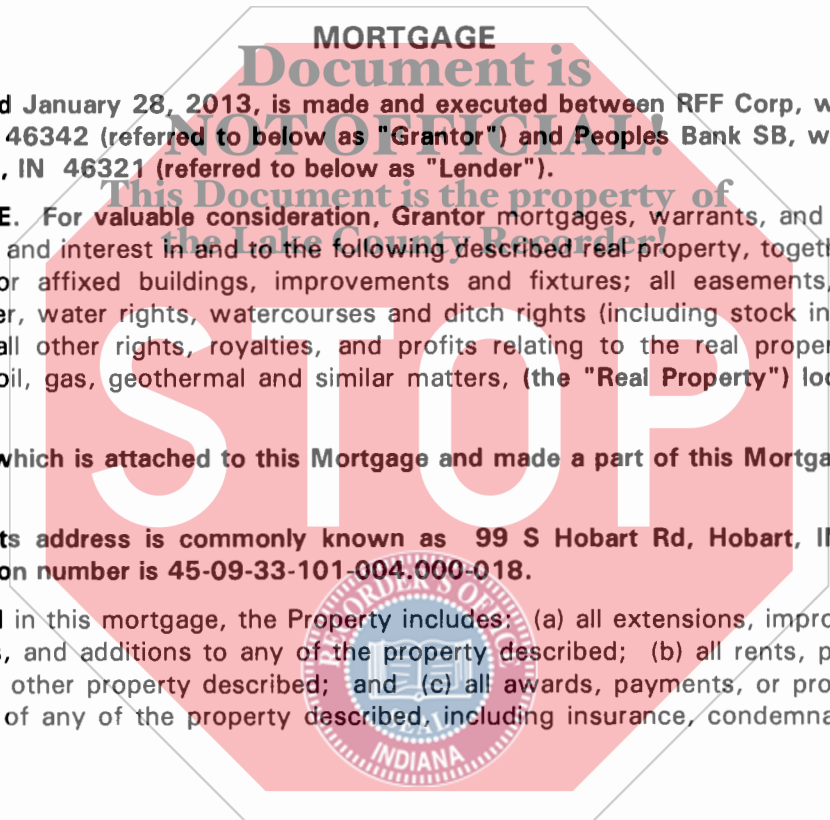 MORTGAGE
Document is
d January 28, 2013, is made and executed between RFF Corp, w
NOT OFFICIAL!
46342 (referred to below as "Grantor") and Peoples Bank SB, w
, IN 46321 (referred to below as "Lender").
This Document is the property of
E. For valuable consideration, Grantor mortgages, warrants, and
the Lake County Recorder!
and interest in and to the following described real property, togeth
or affixed buildings, improvements and fixtures; all easements,
er, water rights, watercourses and ditch rights (including stock in
all other rights, royalties, and profits relating to the real proper
oil, gas, geothermal and similar matters, (the "Real Property") loc
STOP
which is attached to this Mortgage and made a part of this Mortga
ts address is commonly known as 99 S Hobart Rd, Hobart, IN
on number is 45-09-33-101-004.000-018.
RECORDER'S OFFICE
d in this mortgage, the Property includes: (a) all extensions, impro
s, and additions to any of the property described; (b) all rents, p
other property described; and (c) all awards, payments, or pro
of any of the property described, including insurance, condemna
SEAL
INDIANA